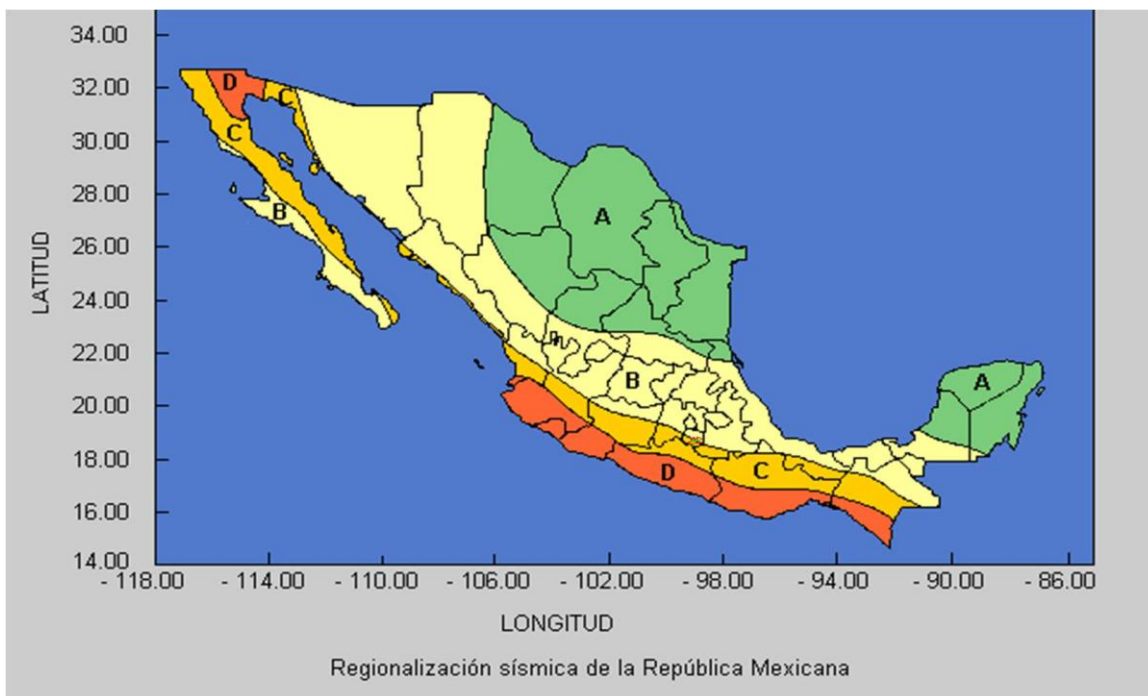 34.00
32.00
30.00
28.00
26.00
24.00
22.00
20.00
18.00
16.00
14.00
LATITUD
D
C
C
B
A
B
A
D
C
- 118.00 - 114.00 - 110.00 - 106.00 - 102.00 - 98.00 - 94.00 - 90.00 - 86.00
LONGITUD
Regionalización sísmica de la República Mexicana